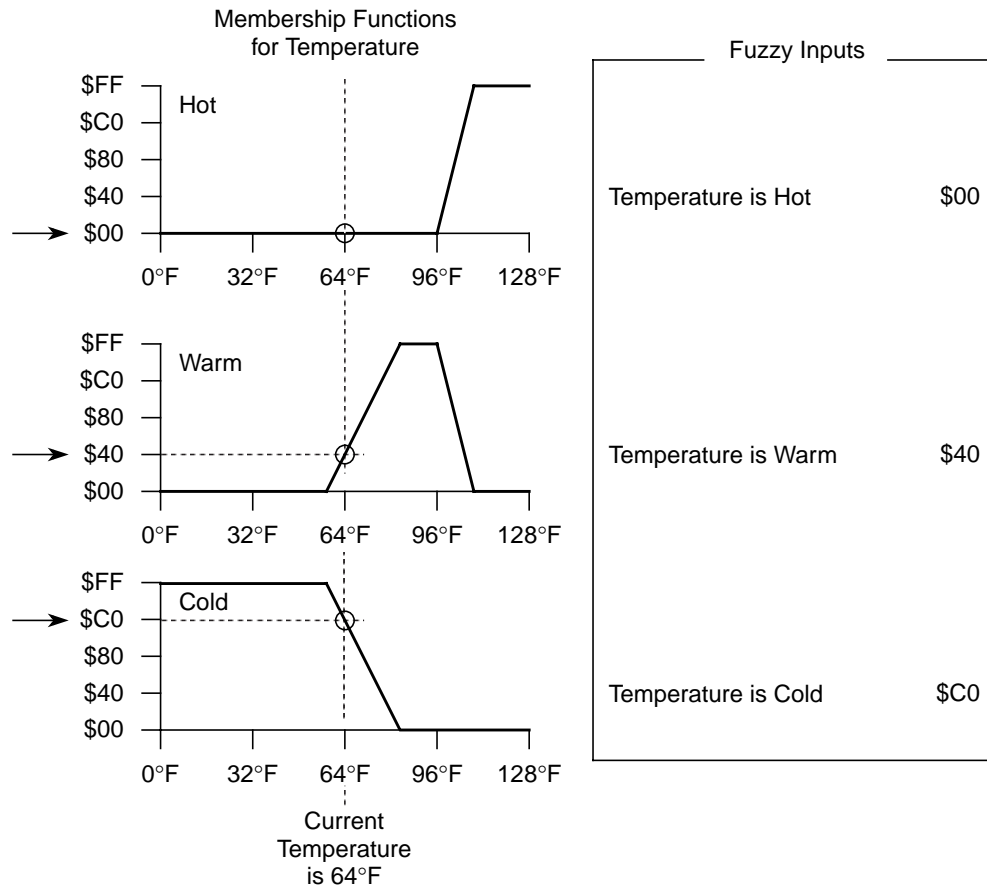 Membership Functions
for Temperature
Fuzzy Inputs
$FF
Hot
$C0
$80
$40
$00
0°F 32°F 64°F 96°F 128°F
Temperature is Hot $00
$FF
Warm
$C0
$80
$40
$00
0°F 32°F 64°F 96°F 128°F
Temperature is Warm $40
$FF
Cold
$C0
$80
$40
$00
0°F 32°F 64°F 96°F 128°F
Temperature is Cold $C0
Current
Temperature
is 64°F